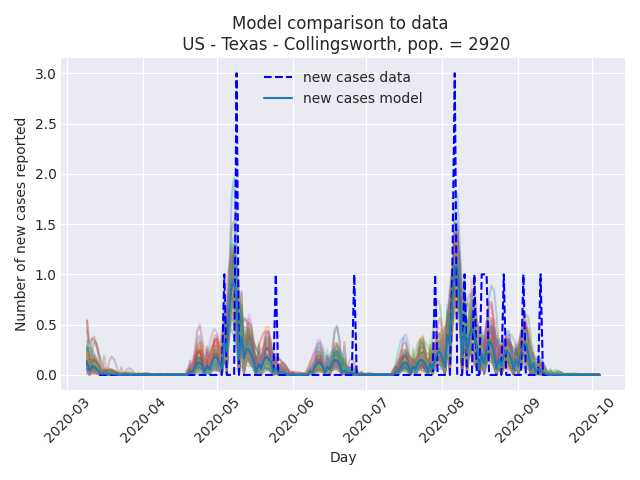 Model comparison to data
US - Texas - Collingsworth, pop. = 2920
new cases data
new cases model
Number of new cases reported
3.0
2.5
2.0
1.5
1.0
0.5
0.0
2020-03
2020-04
2020-05
2020-06
2020-07
2020-08
2020-09
2020-10
Day